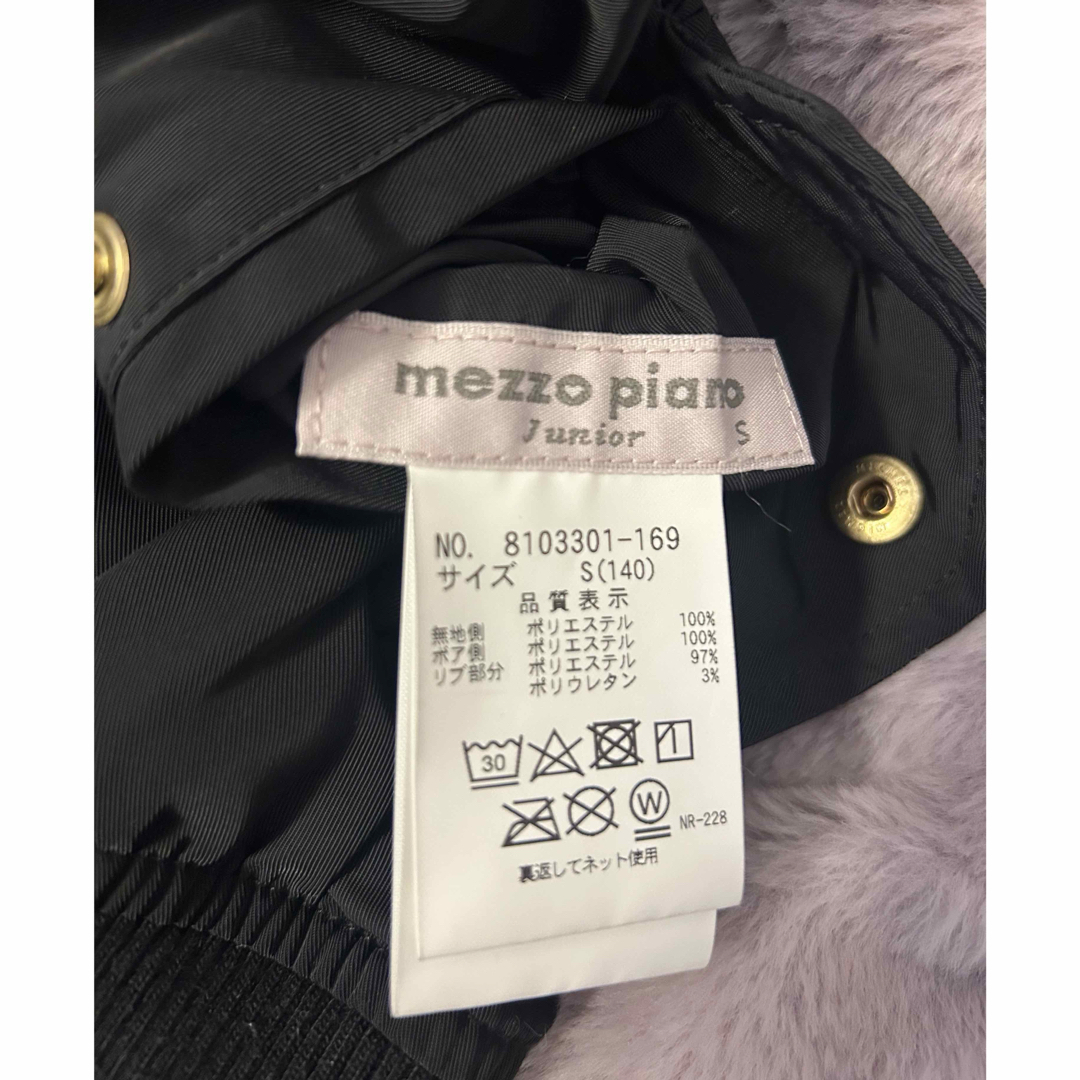 mezzo piano
Junior S
NO. 8103301-169
サイズ S(140)
品質表示
無地側 ポリエステル 100%
ボア側 ポリエステル 100%
リブ部分 ポリエステル 97%
ポリウレタン 3%
30
W
NR-228
裏返してネット使用